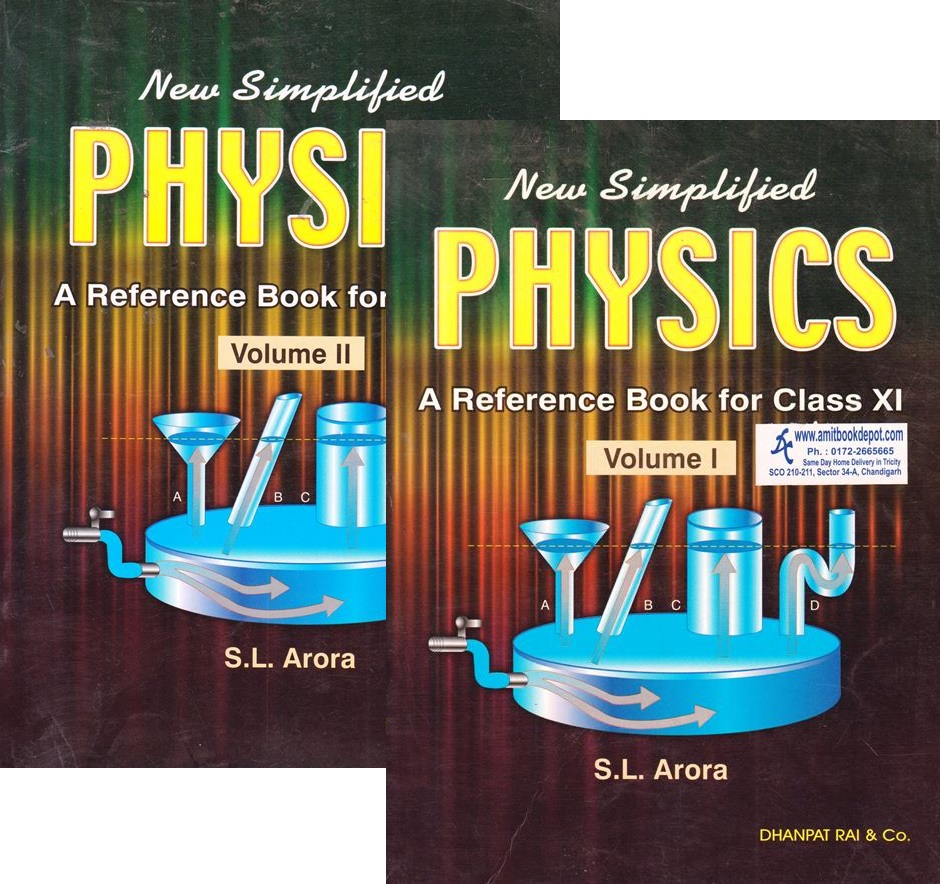 New Simplified
PHYSI
A Reference Book for
Volume II
A
B
C
S.L. Arora
New Simplified
PHYSICS
A Reference Book for Class XI
Volume I
www.amitbookdepot.com
Ph. : 0172-2665665
Same Day Home Delivery in Tricity
SCO 210-211, Sector 34-A, Chandigarh
A
B
C
D
S.L. Arora
DHANPAT RAI & Co.